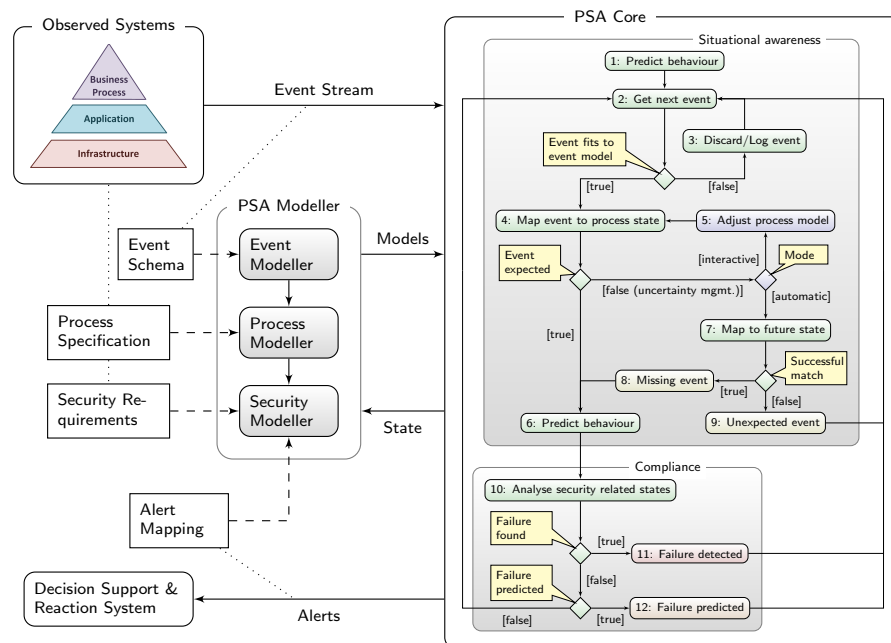 Observed Systems
Business
Process
Application
Infrastructure
Event Stream
PSA Modeller
Event
Schema
Event
Modeller
Models
Process
Specification
Process
Modeller
Security Re-
quirements
Security
Modeller
State
Alert
Mapping
Decision Support &
Reaction System
Alerts
PSA Core
Situational awareness
1: Predict behaviour
2: Get next event
3: Discard/Log event
Event fits to
event model
[true]
[false]
4: Map event to process state
5: Adjust process model
Event
expected
[interactive]
Mode
[false (uncertainty mgmt.)]
[automatic]
[true]
7: Map to future state
Successful
match
8: Missing event
[true]
[false]
6: Predict behaviour
9: Unexpected event
Compliance
10: Analyse security related states
Failure
found
[true]
11: Failure detected
[false]
Failure
predicted
[false]
[true]
12: Failure predicted